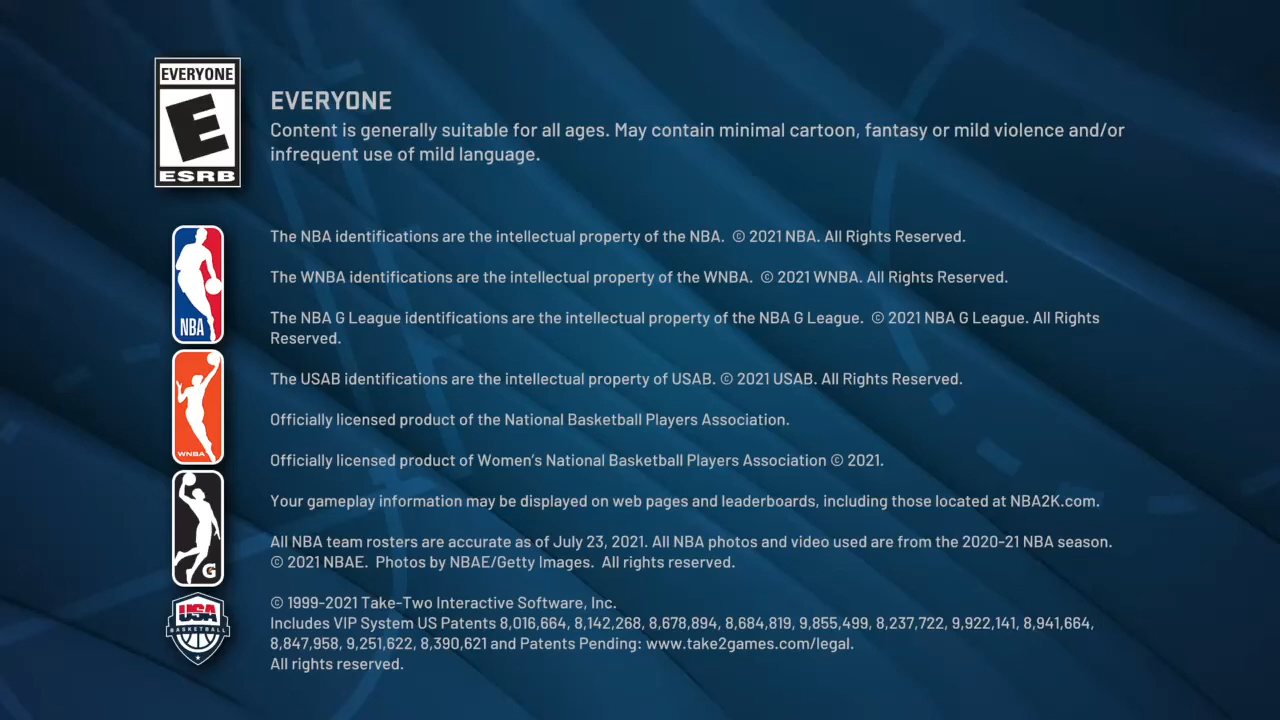 EVERYONE
E
ESRB
EVERYONE
Content is generally suitable for all ages. May contain minimal cartoon, fantasy or mild violence and/or
infrequent use of mild language.
NBA
The NBA identifications are the intellectual property of the NBA.  © 2021 NBA. All Rights Reserved.
The WNBA identifications are the intellectual property of the WNBA.  © 2021 WNBA. All Rights Reserved.
The NBA G League identifications are the intellectual property of the NBA G League.  © 2021 NBA G League. All Rights
Reserved.
WNBA
The USAB identifications are the intellectual property of USAB. © 2021 USAB. All Rights Reserved.
Officially licensed product of the National Basketball Players Association.
Officially licensed product of Women's National Basketball Players Association © 2021.
G
Your gameplay information may be displayed on web pages and leaderboards, including those located at NBA2K.com.
All NBA team rosters are accurate as of July 23, 2021. All NBA photos and video used are from the 2020-21 NBA season.
© 2021 NBAE.  Photos by NBAE/Getty Images.  All rights reserved.
USA
BASKETBALL
© 1999-2021 Take-Two Interactive Software, Inc.
Includes VIP System US Patents 8,016,664, 8,142,268, 8,678,894, 8,684,819, 9,855,499, 8,237,722, 9,922,141, 8,941,664,
8,847,958, 9,251,622, 8,390,621 and Patents Pending: www.take2games.com/legal.
All rights reserved.